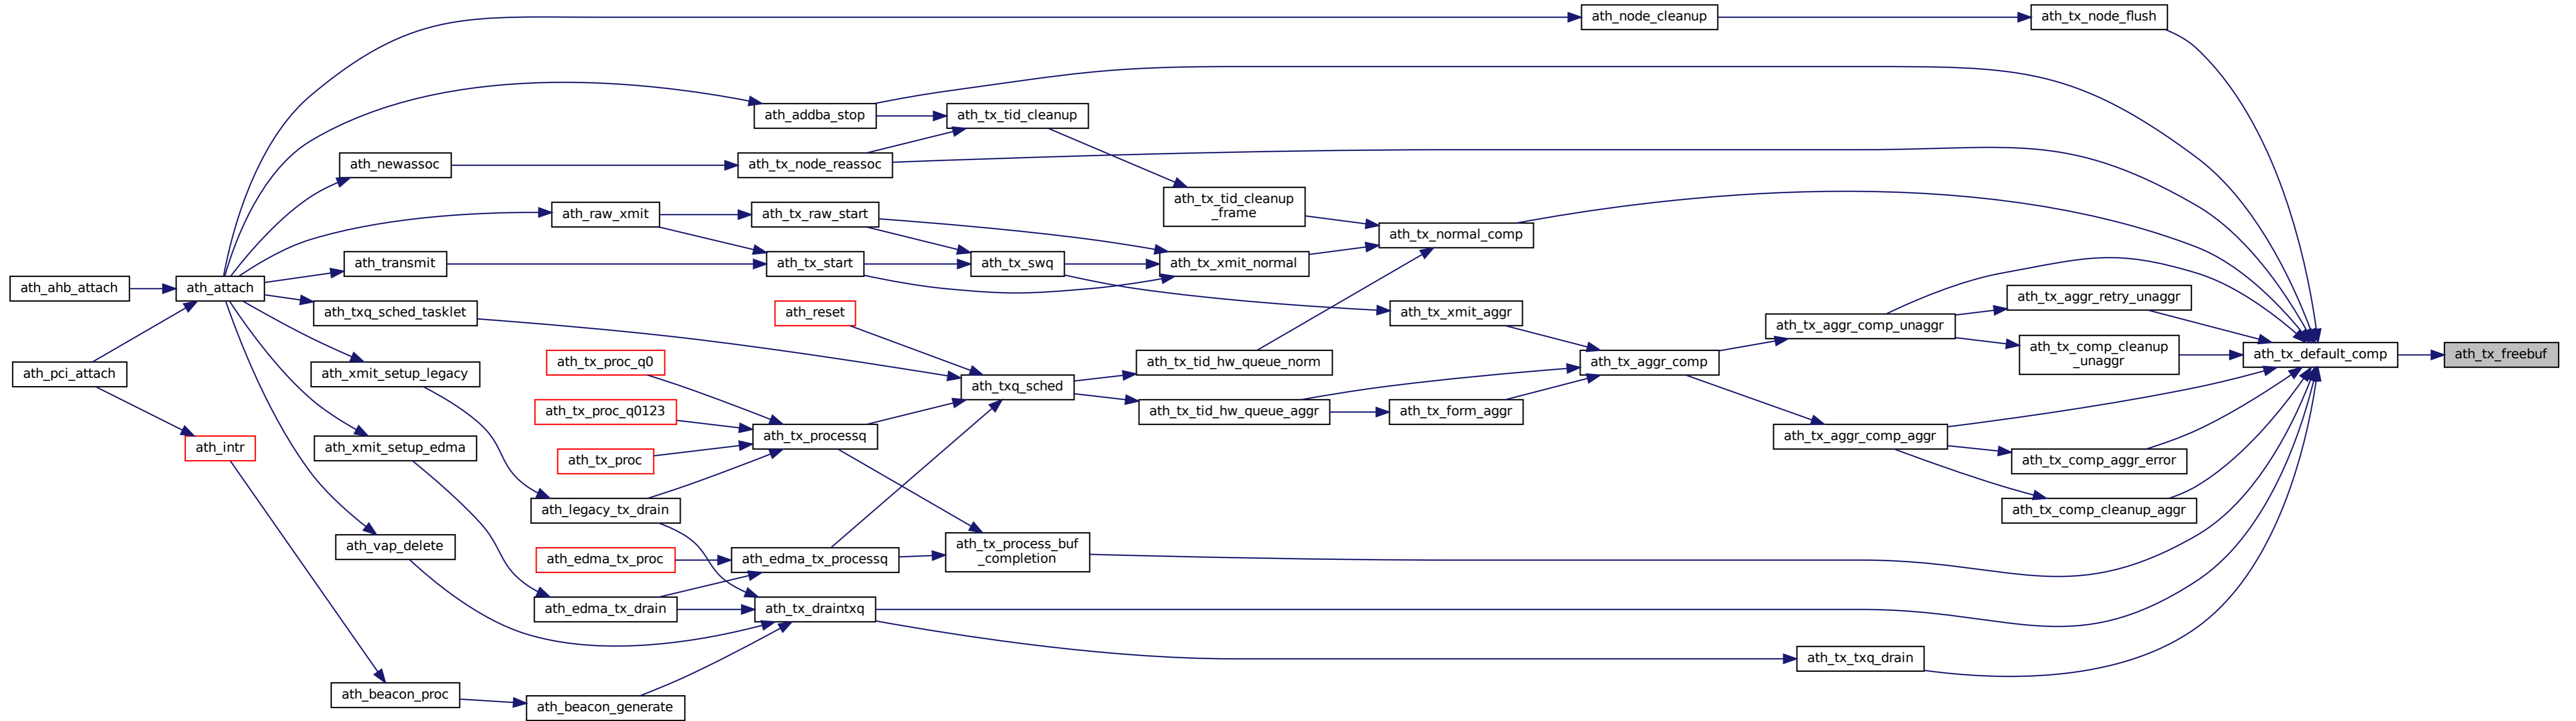 ath_node_cleanup
ath_tx_node_flush
ath_addba_stop
ath_tx_tid_cleanup
ath_newassoc
ath_tx_node_reassoc
ath_tx_tid_cleanup
_frame
ath_raw_xmit
ath_tx_raw_start
ath_tx_normal_comp
ath_transmit
ath_tx_start
ath_tx_swq
ath_tx_xmit_normal
ath_ahb_attach
ath_attach
ath_txq_sched_tasklet
ath_reset
ath_tx_xmit_aggr
ath_tx_aggr_comp_unaggr
ath_tx_aggr_retry_unaggr
ath_tx_comp_cleanup
_unaggr
ath_tx_default_comp
ath_tx_freebuf
ath_pci_attach
ath_xmit_setup_legacy
ath_tx_proc_q0
ath_txq_sched
ath_tx_tid_hw_queue_norm
ath_tx_aggr_comp
ath_tx_proc_q0123
ath_tx_tid_hw_queue_aggr
ath_tx_form_aggr
ath_intr
ath_xmit_setup_edma
ath_tx_proc
ath_tx_processq
ath_tx_aggr_comp_aggr
ath_tx_comp_aggr_error
ath_legacy_tx_drain
ath_tx_comp_cleanup_aggr
ath_vap_delete
ath_edma_tx_proc
ath_edma_tx_processq
ath_tx_process_buf
_completion
ath_edma_tx_drain
ath_tx_draintxq
ath_tx_txq_drain
ath_beacon_proc
ath_beacon_generate